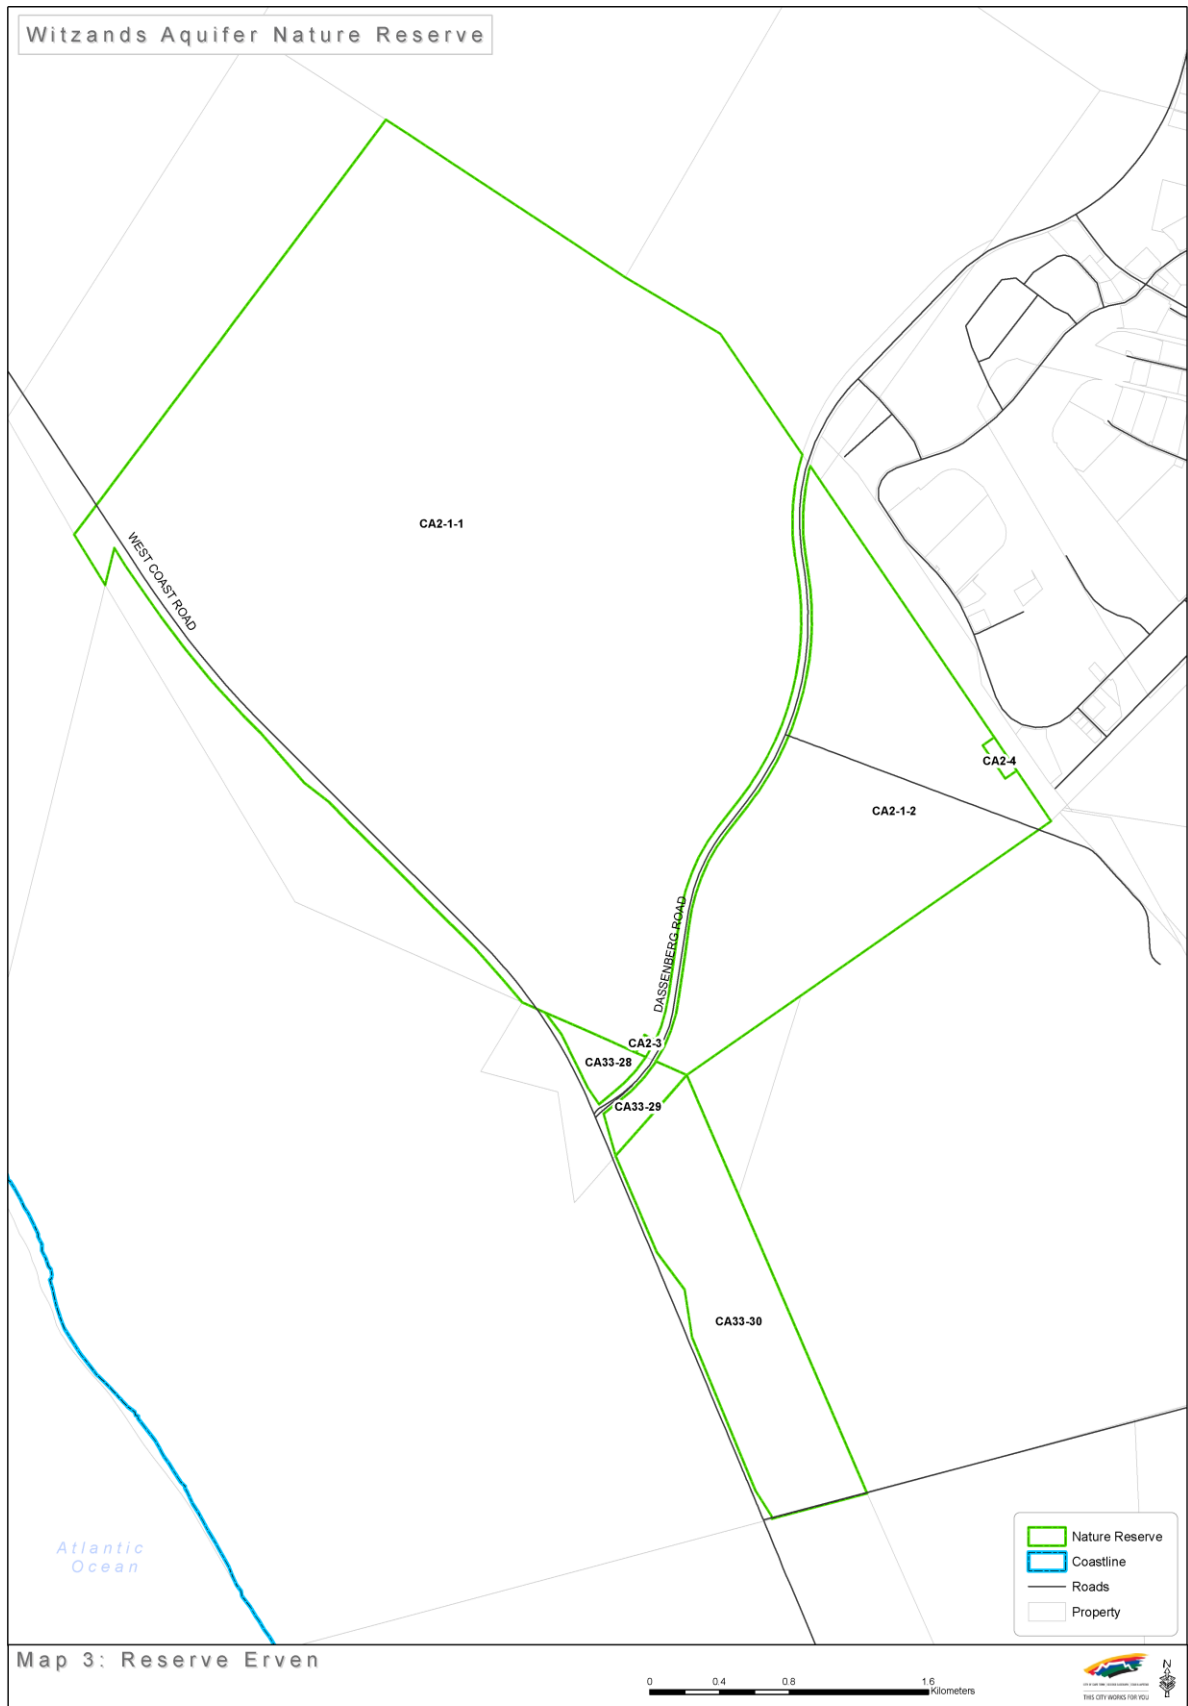 Witzands Aquifer Nature Reserve
CA2-1-1
WEST COAST ROAD
CA2-4
CA2-1-2
DASSENBERG ROAD
CA2-3
CA33-28
CA33-29
CA33-30
Atlantic
Ocean
Nature Reserve
Coastline
Roads
Property
Map 3: Reserve Erven
0 0.4 0.8 1.6
Kilometers
THIS CITY WORKS FOR YOU
N